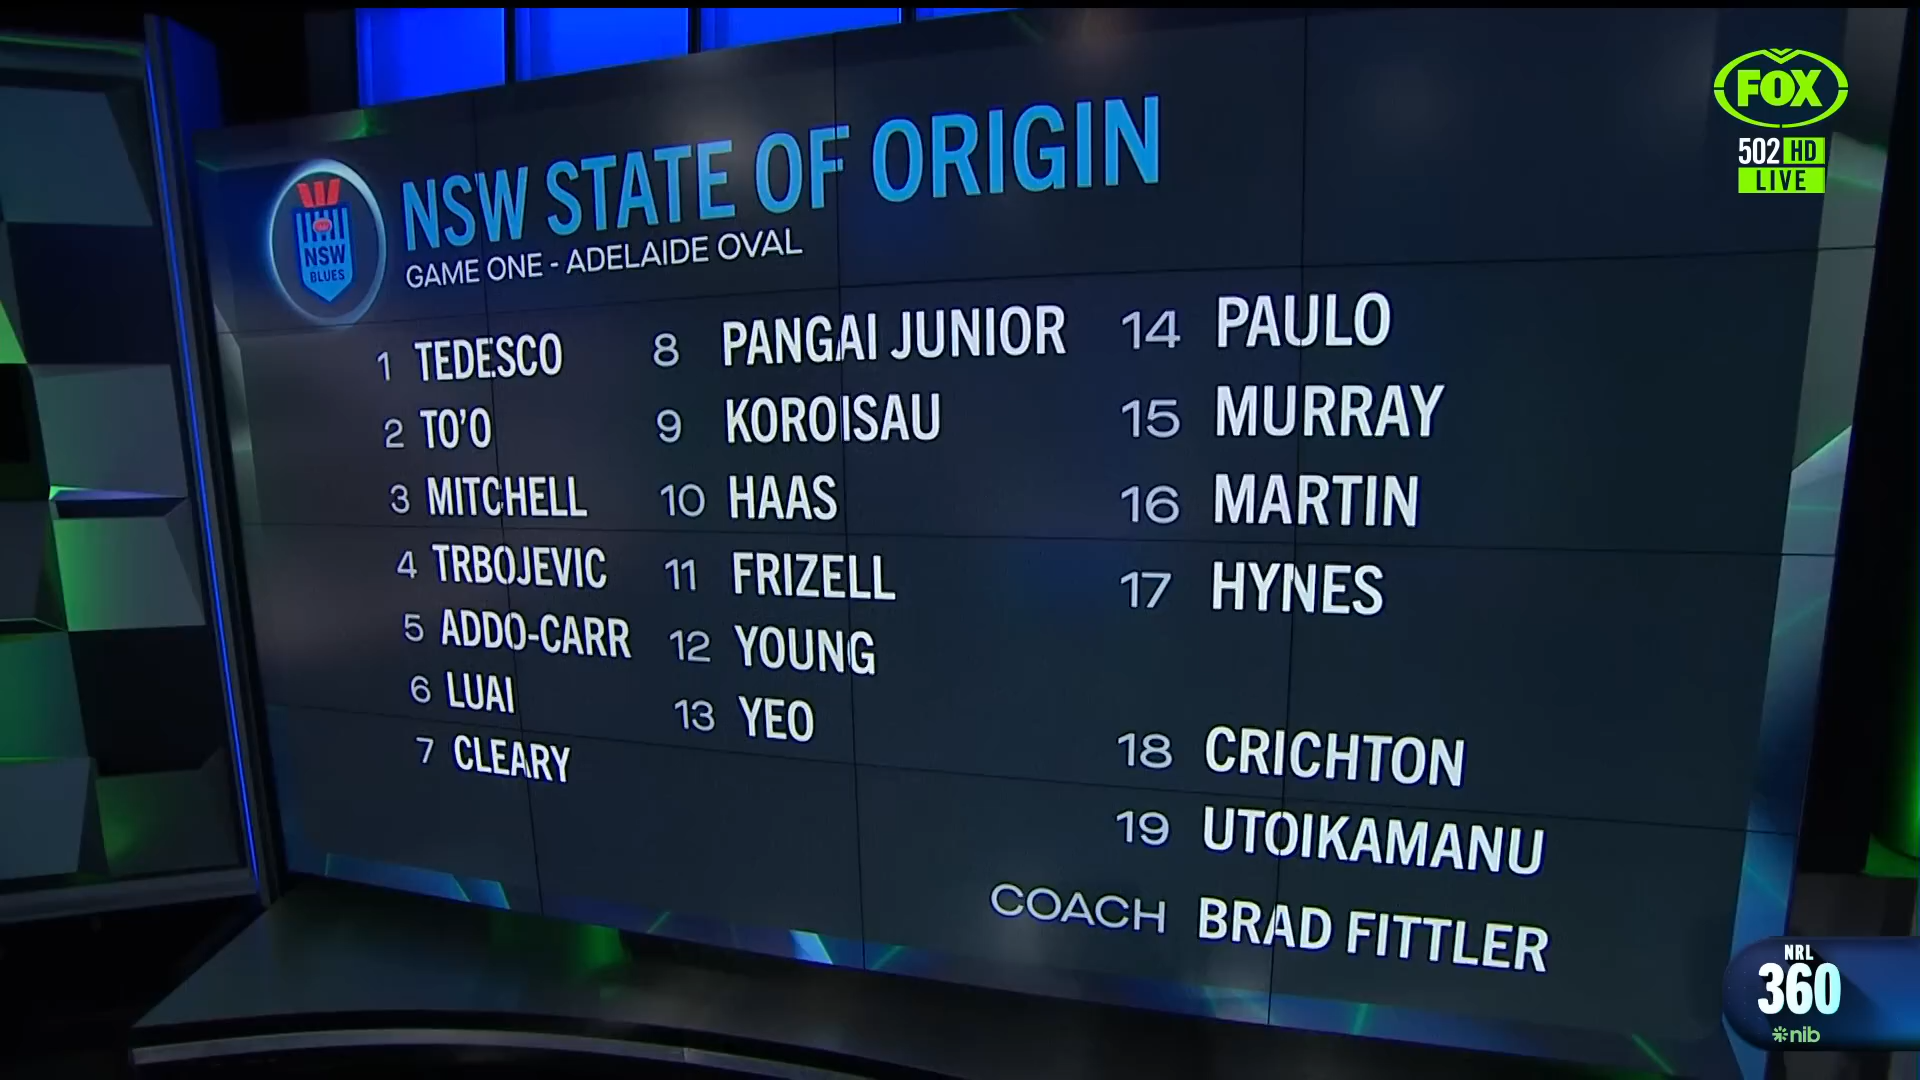 NSW STATE OF ORIGIN
GAME ONE - ADELAIDE OVAL
NSW
BLUES
1 TEDESCO
2 TO'O
3 MITCHELL
4 TRBOJEVIC
5 ADDO-CARR
6 LUAI
7 CLEARY
8 PANGAI JUNIOR
9 KOROISAU
10 HAAS
11 FRIZELL
12 YOUNG
13 YEO
14 PAULO
15 MURRAY
16 MARTIN
17 HYNES
18 CRICHTON
19 UTOIKAMANU
COACH BRAD FITTLER
FOX
502 HD
LIVE
NRL
360
nib